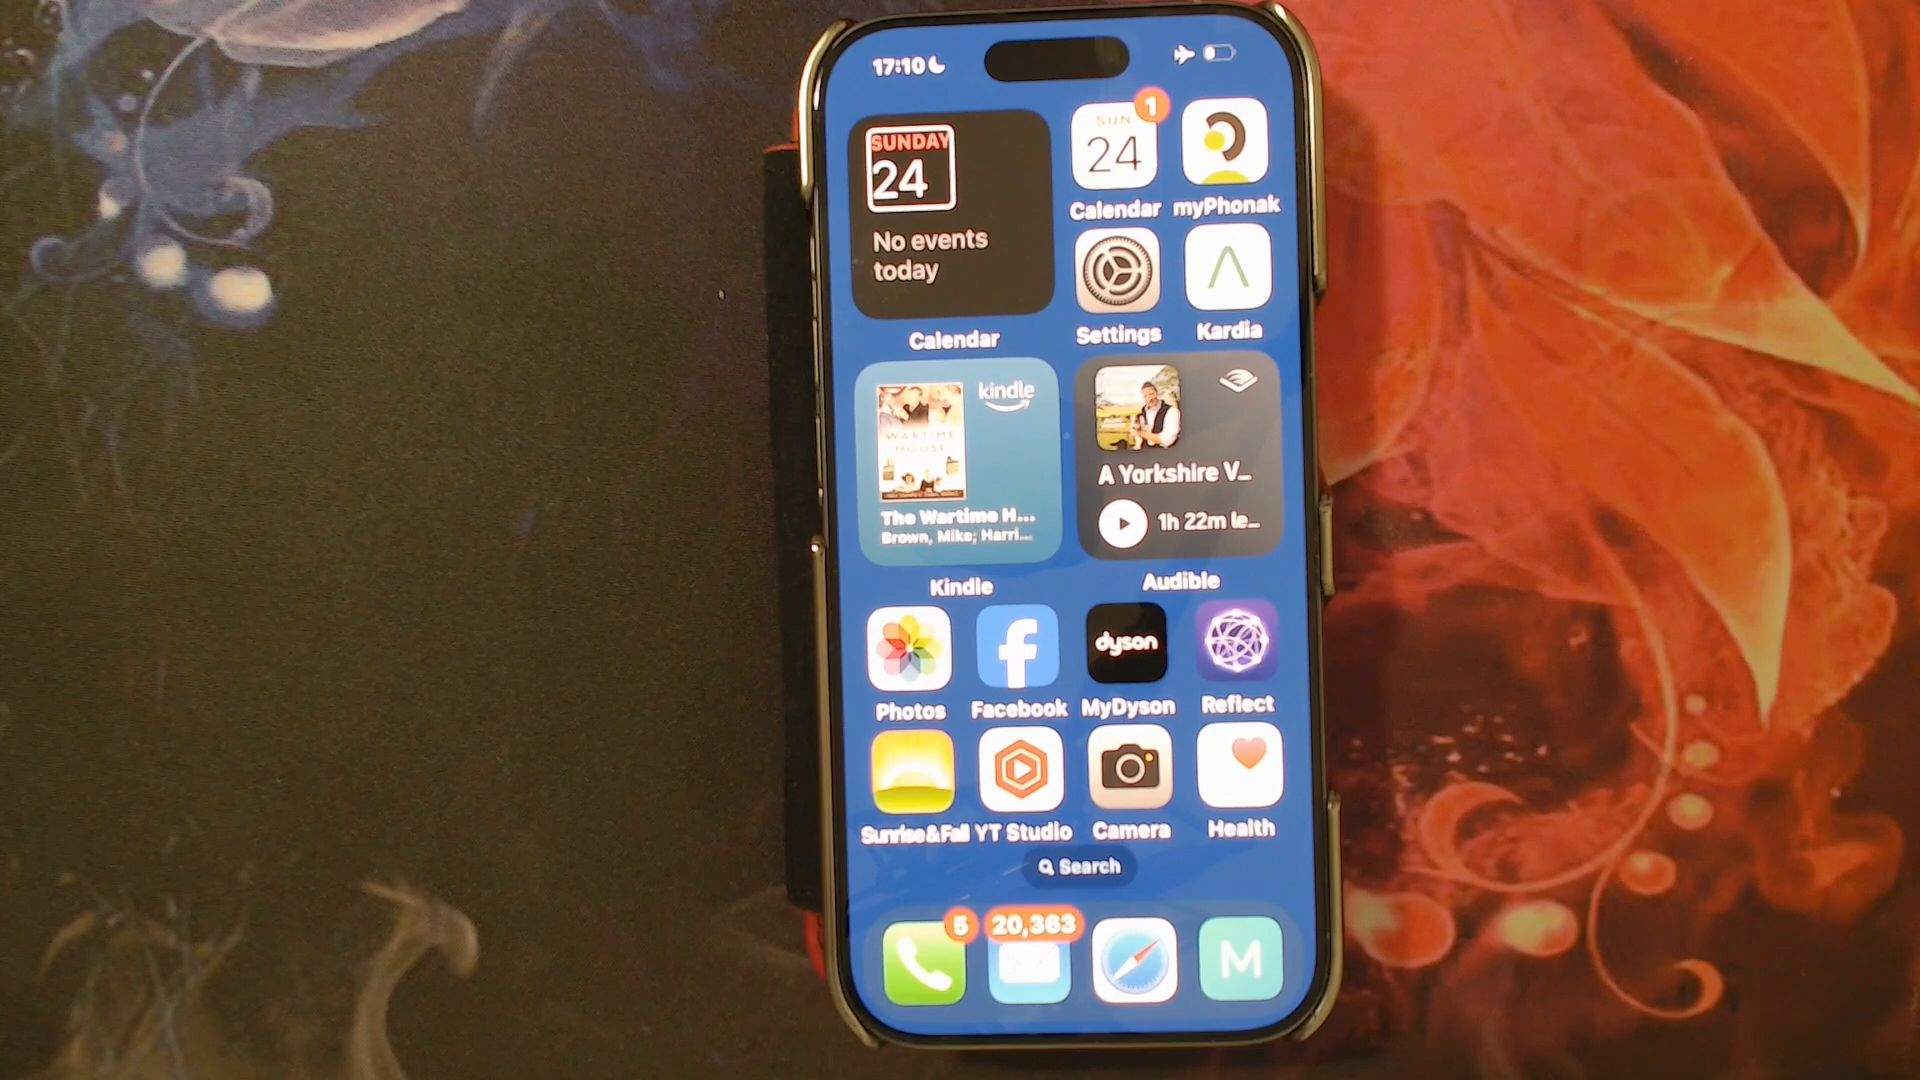 17:10
SUNDAY
24
No events
today
Calendar
SUN
24
1
Calendar
myPhonak
Settings
Kardia
kindle
WARTIME
HOUSE
The Wartime H...
Brown, Mike; Harri...
Kindle
A Yorkshire V...
1h 22m le...
Audible
Photos
Facebook
dyson
MyDyson
Reflect
Sunrise&Fall
YT Studio
Camera
Health
Search
5
20,363
M